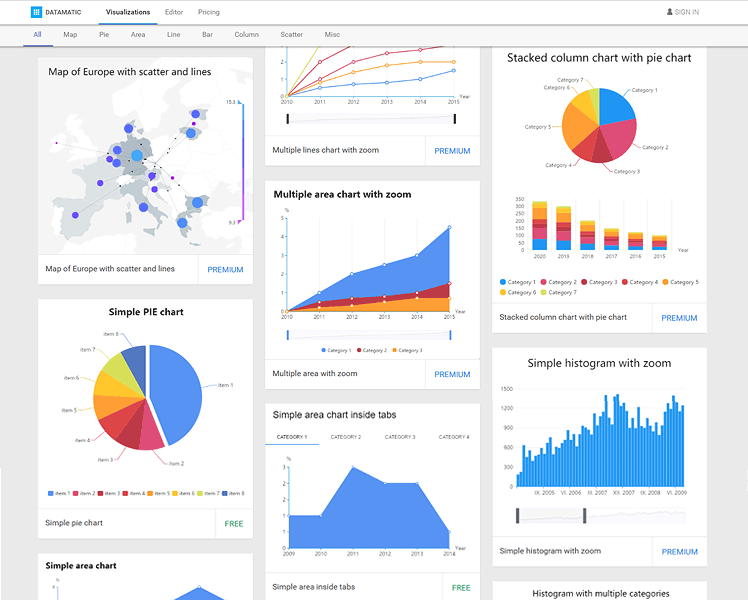 DATAMATIC
Visualizations Editor Pricing SIGN IN
All Map Pie Area Line Bar Column Scatter Misc
Map of Europe with scatter and lines
15.3
9.3
Map of Europe with scatter and lines PREMIUM
Simple PIE chart
item 8
item 7
item 6
item 5
item 4
item 3
item 2
item 1
item 1 item 2 item 3 item 4 item 5 item 6 item 7 item 8
Simple pie chart FREE
Simple area chart
%
2
1
0
2010 2011 2012 2013 2014 2015 Year
Multiple lines chart with zoom PREMIUM
Multiple area chart with zoom
%
5
4
3
2
1
0
2010 2011 2012 2013 2014 2015 Year
Category 1 Category 2 Category 3
Multiple area with zoom PREMIUM
Simple area chart inside tabs
CATEGORY 1 CATEGORY 2 CATEGORY 3 CATEGORY 4
%
3
2
2
1
1
0
2009 2010 2011 2012 2013 2014 Year
Simple area inside tabs FREE
Stacked column chart with pie chart
Category 7
Category 6
Category 5
Category 4
Category 3
Category 2
Category 1
350
300
250
200
150
100
50
0
2020 2019 2018 2017 2016 2015 Year
Category 1 Category 2 Category 3 Category 4 Category 5
Category 6 Category 7
Stacked column chart with pie chart PREMIUM
Simple histogram with zoom
1500
1200
900
600
300
0
IX. 2005 VI. 2006 III. 2007 XII. 2007 IX. 2008 VI. 2009
Simple histogram with zoom PREMIUM
Histogram with multiple categories